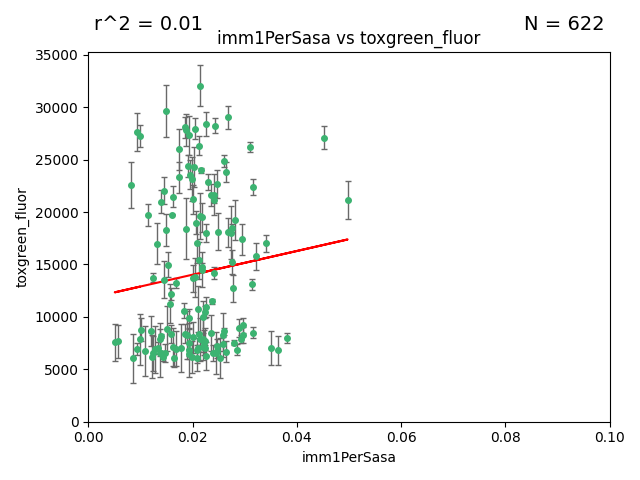 r^2 = 0.01
N = 622
imm1PerSasa vs toxgreen_fluor
35000
30000
25000
20000
15000
10000
5000
0
toxgreen_fluor
0.00
0.02
0.04
0.06
0.08
0.10
imm1PerSasa